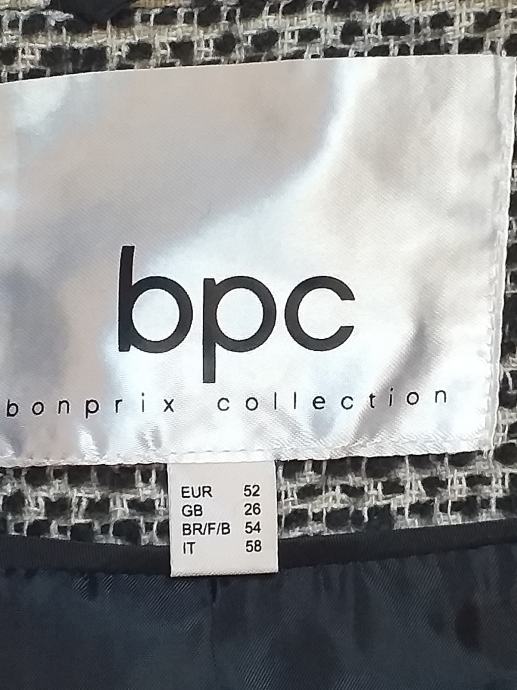 bpc
bonprix collection
EUR 52
GB 26
BR/F/B 54
IT 58